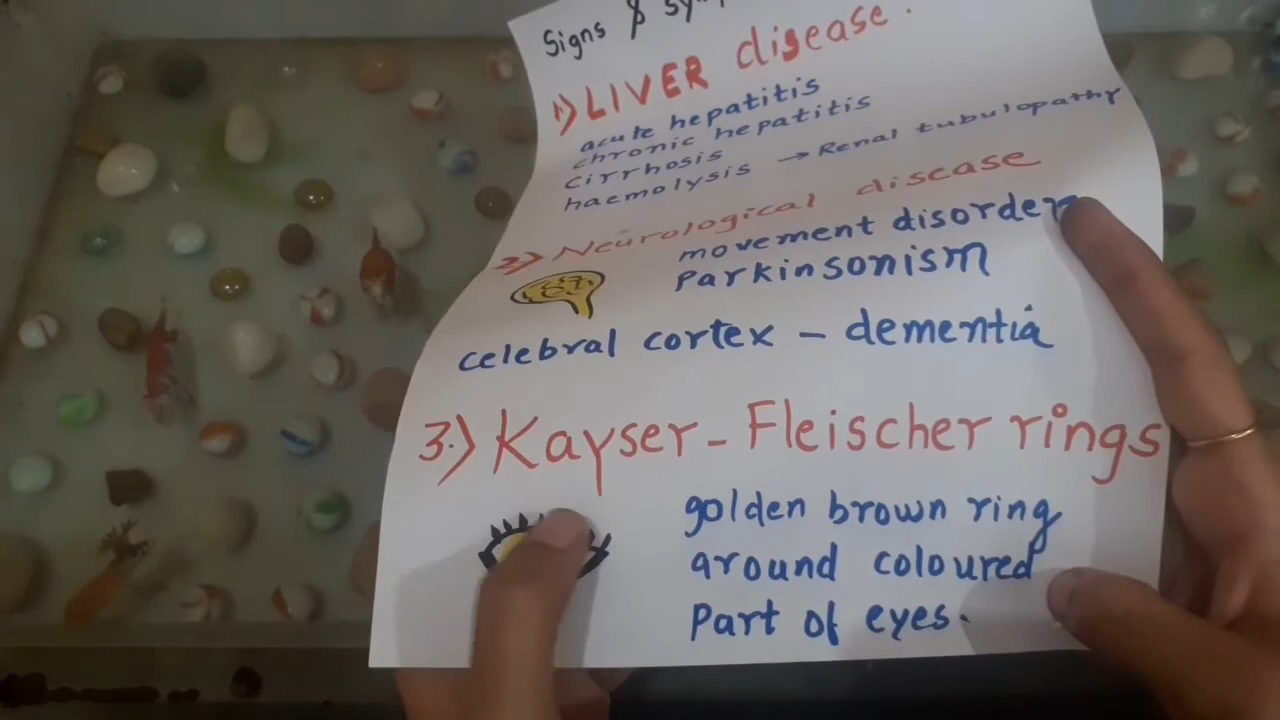 Signs & Sy
1) LIVER disease.
acute hepatitis
chronic hepatitis
cirrhosis
haemolysis → Renal tubulopathy
2) Neurological disease
movement disorder
Parkinsonism
celebral cortex - dementia
3.) Kayser - Fleischer rings
golden brown ring
around coloured
Part of eyes.